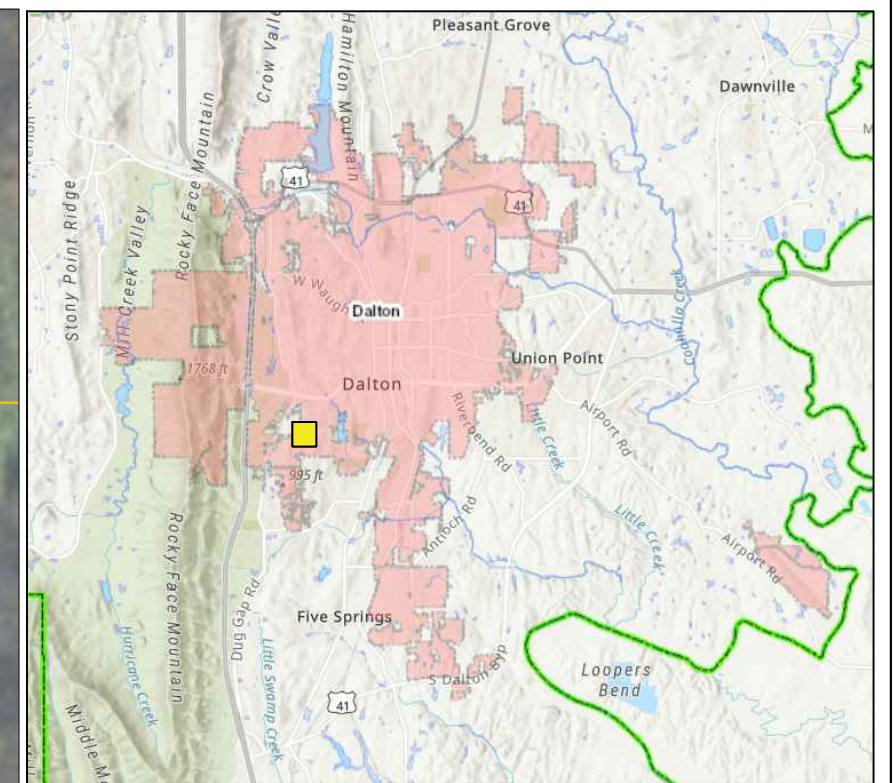 Pleasant Grove
Crow Valle
Hamilton Mountain
Dawnville
41
41
Stony Point Ridge
Rocky Face Mountain
Mill Creek Valley
W Waugh
Dalton
Coahulla Creek
1768 ft
Dalton
Union Point
Riverbend Rd
Little Creek
Airport Rd
995 ft
Antioch Rd
Little Creek
Airport Rd
Rocky Face Mountain
Dug Gap Rd
Five Springs
Hurricane Creek
Little Swamp Creek
S Dalton Byp
Loopers
Bend
41
Middle Mo